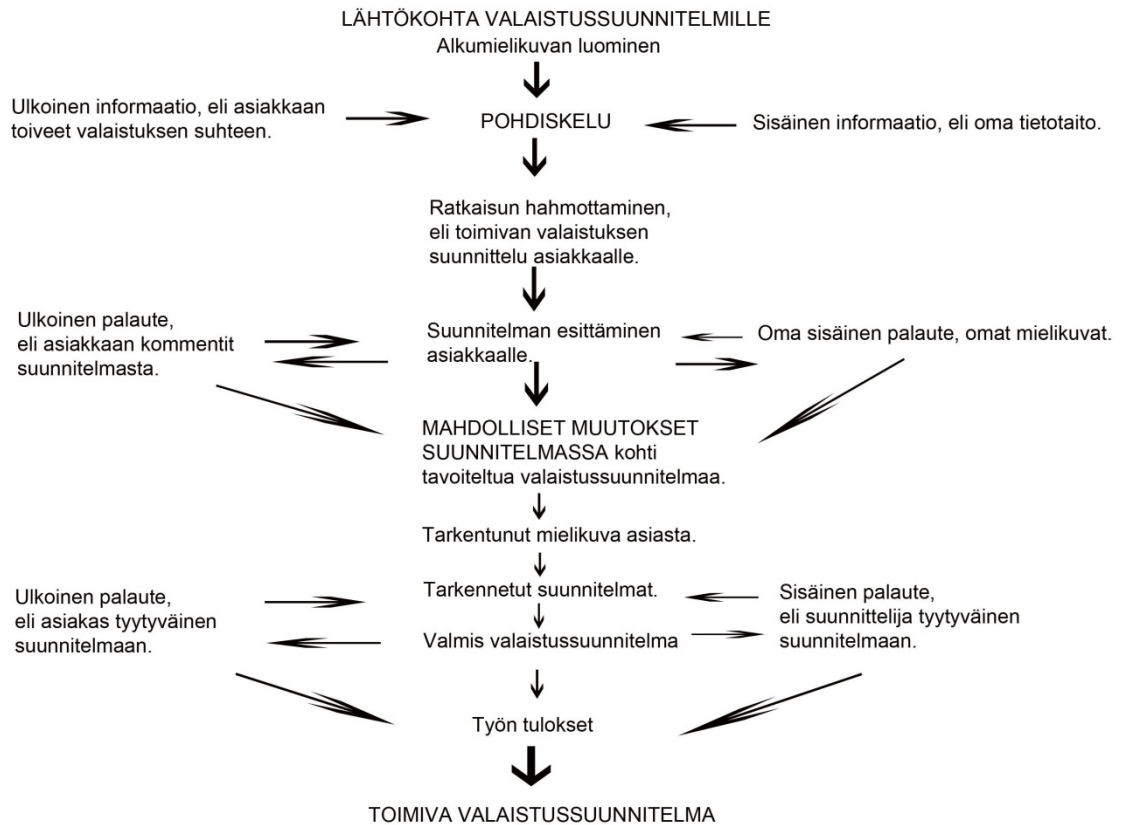 LÄHTÖKOHTA VALAISTUSSUUNNITELMILLE
Alkumielikuvan luominen
Ulkoinen informaatio, eli asiakkaan
toiveet valaistuksen suhteen.
POHDISKELU
Sisäinen informaatio, eli oma tietotaito.
Ratkaisun hahmottaminen,
eli toimivan valaistuksen
suunnittelu asiakkaalle.
Ulkoinen palaute,
eli asiakkaan kommentit
suunnitelmasta.
Suunnitelman esittäminen
asiakkaalle.
Oma sisäinen palaute, omat mielikuvat.
MAHDOLLISET MUUTOKSET
SUUNNITELMASSA kohti
tavoiteltua valaistussuunnitelmaa.
Tarkentunut mielikuva asiasta.
Ulkoinen palaute,
eli asiakas tyytyväinen
suunnitelmaan.
Tarkennetut suunnitelmat.
Valmis valaistussuunnitelma
Sisäinen palaute,
eli suunnittelija tyytyväinen
suunnitelmaan.
Työn tulokset
TOIMIVA VALAISTUSSUUNNITELMA